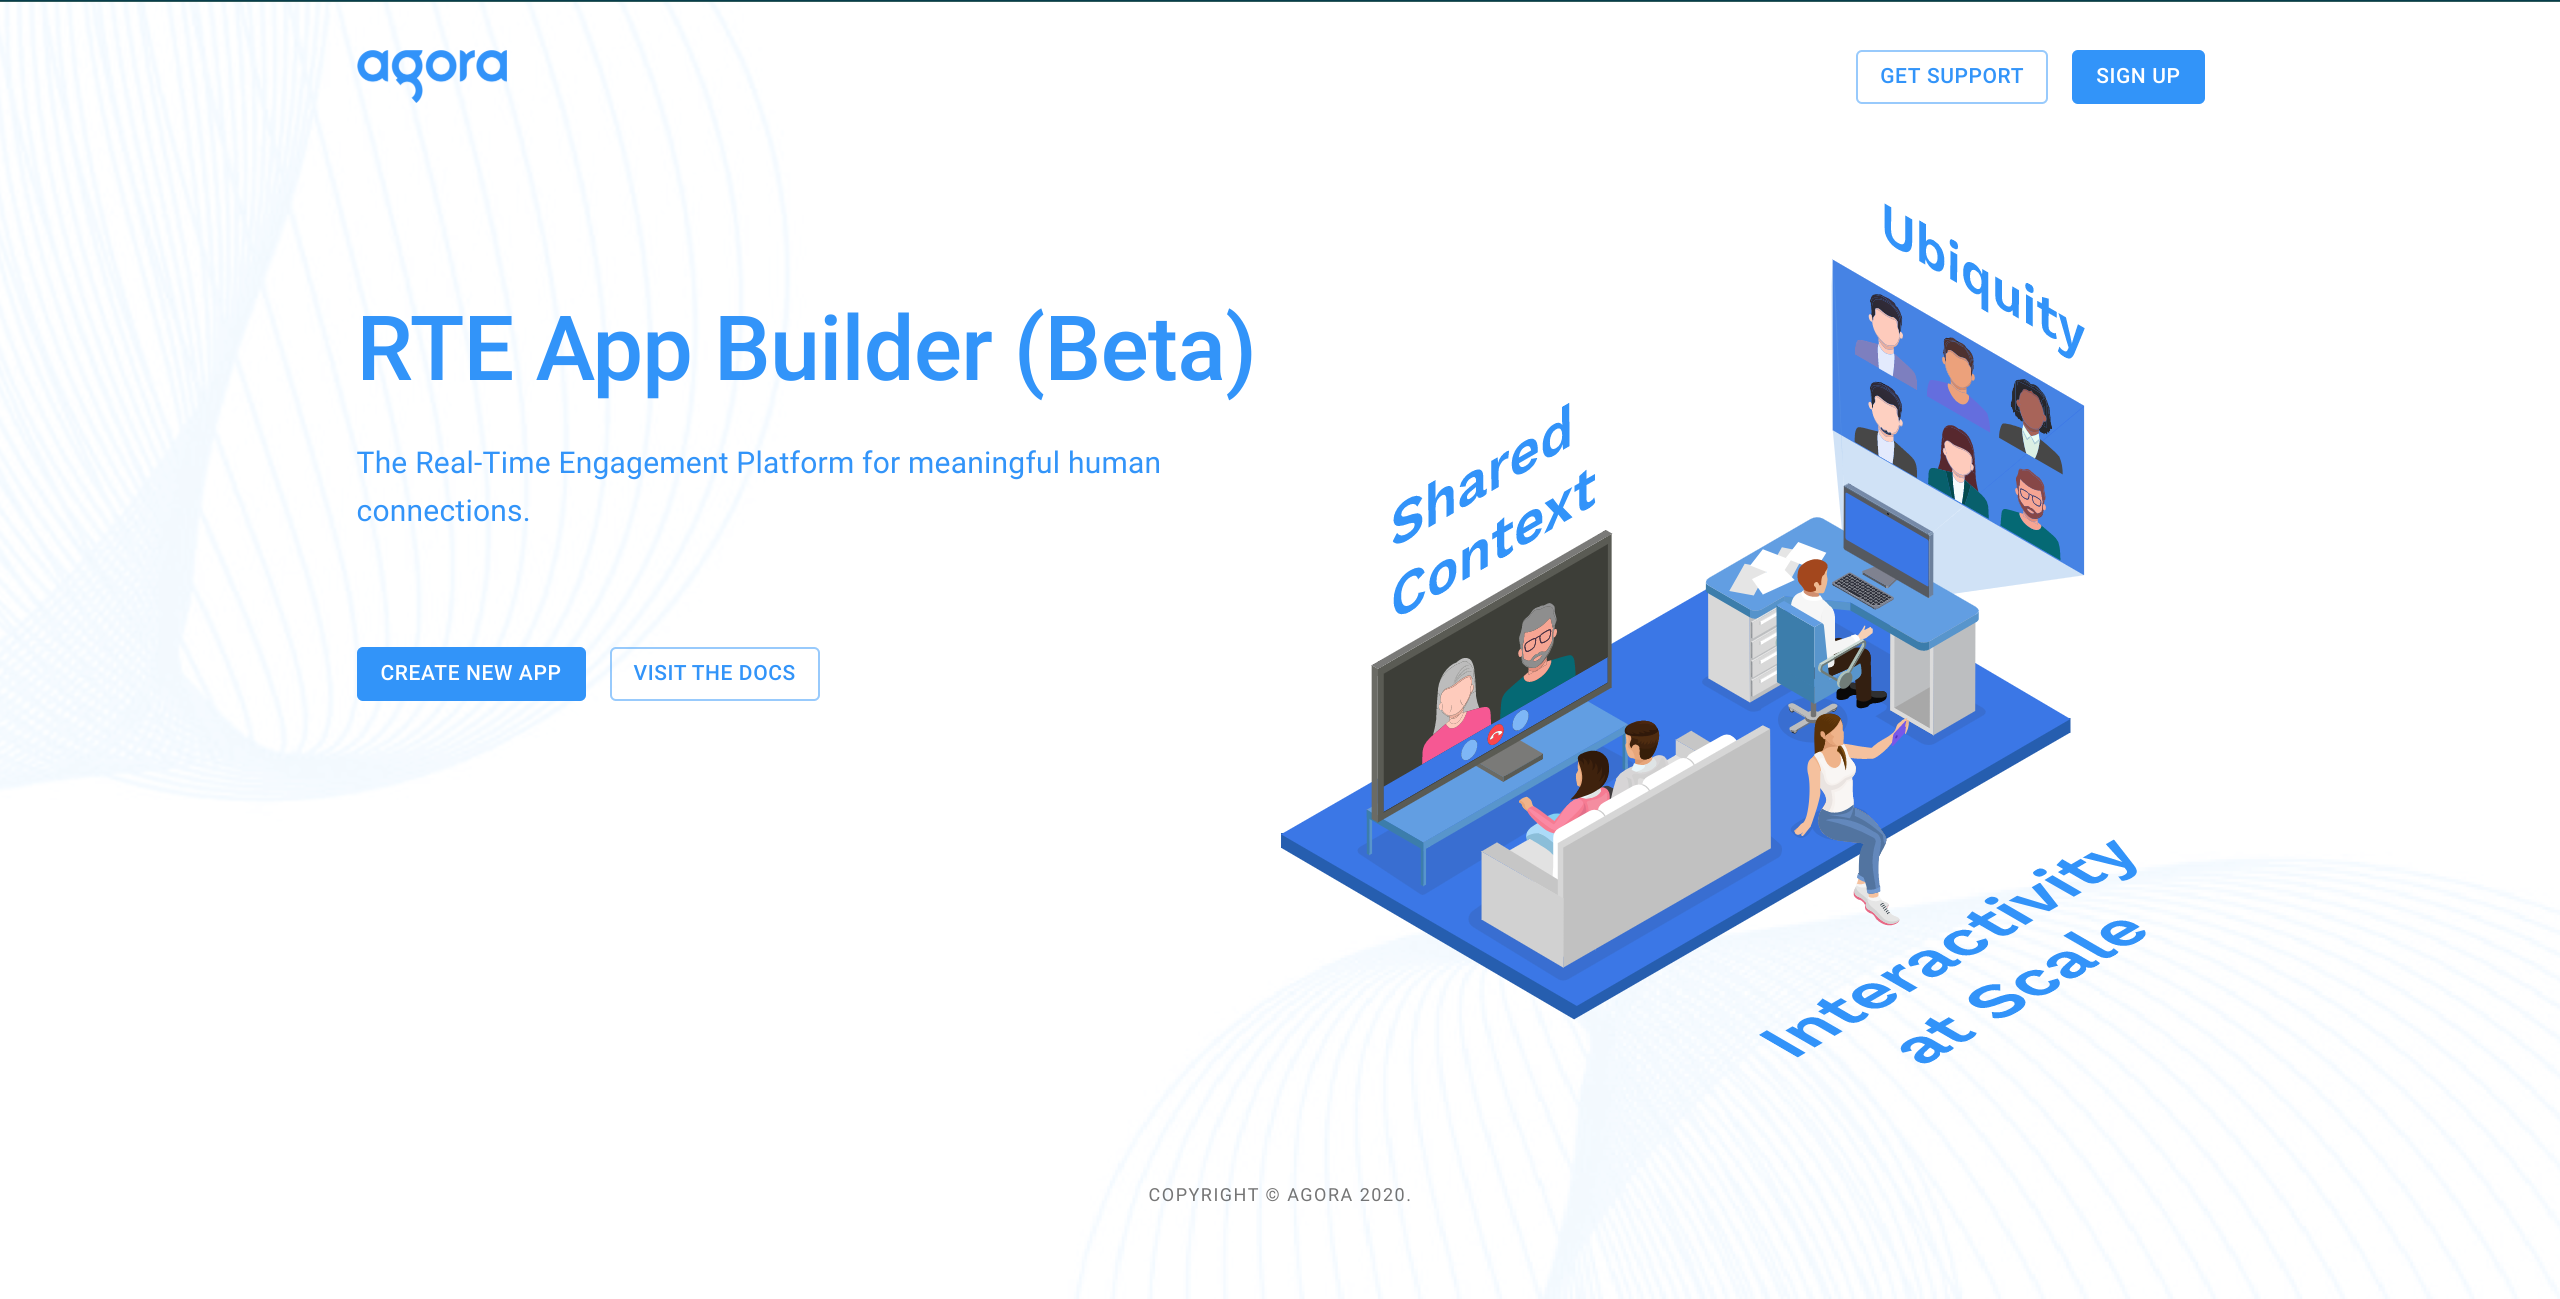 agora
GET SUPPORT
SIGN UP
RTE App Builder (Beta)
The Real-Time Engagement Platform for meaningful human
connections.
CREATE NEW APP
VISIT THE DOCS
Ubiquity
Shared
Context
Interactivity
at Scale
COPYRIGHT © AGORA 2020.